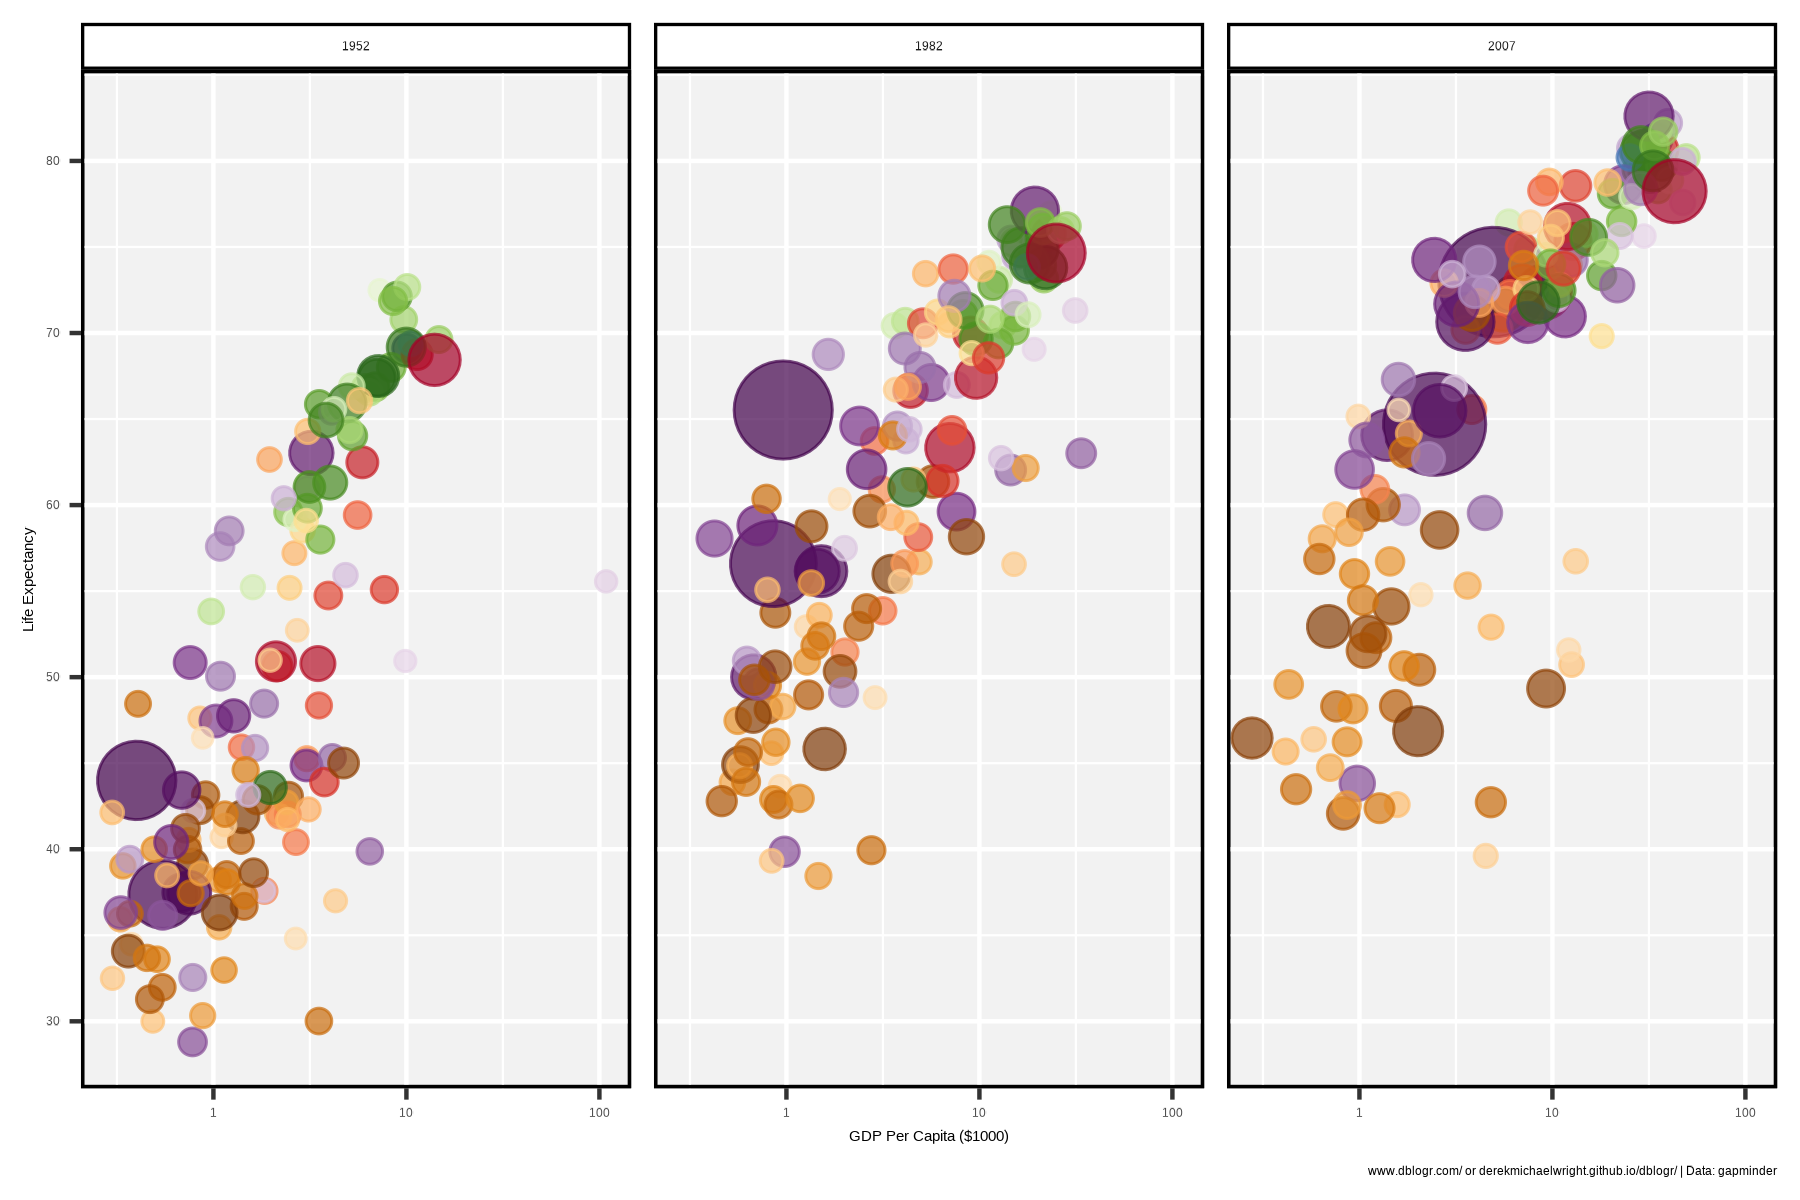 1952 1982 2007
80
70
60
50
40
30
Life Expectancy
1 10 100 1 10 100 1 10 100
GDP Per Capita ($1000)
www.dblogr.com/ or derekmichaelwright.github.io/dblogr/ | Data: gapminder